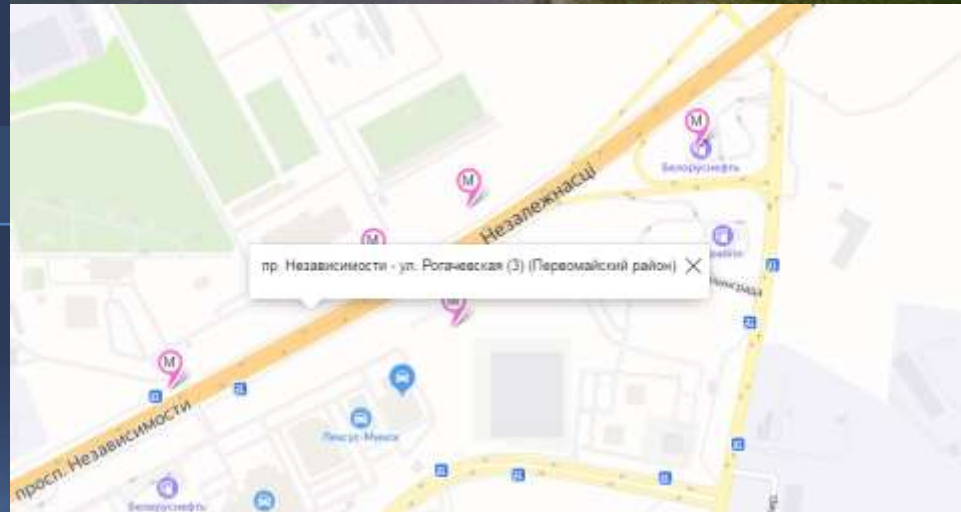 М
Белоруснефть
М
Незалежнасці
М
пр. Независимости - ул. Рогачевская (3) (Первомайский район)
М
М
Лексус-Минск
просп. Независимости
Белоруснефть